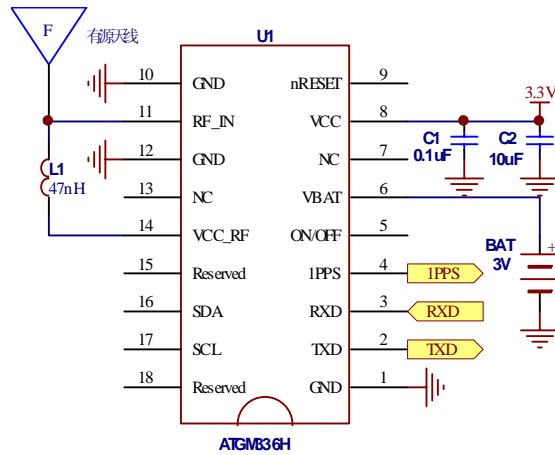 F
有源天线
U1
10 GND nRESET 9
3.3V
11 RF_IN VCC 8
C1
0.1uF
C2
10uF
12 GND NC 7
L1
47nH
13 NC VBAT 6
14 VCC_RF ON/OFF 5
BAT
3V
+
15 Reserved 1PPS 4 1PPS
16 SDA RXD 3 RXD
17 SCL TXD 2 TXD
18 Reserved GND 1
ATGM336H